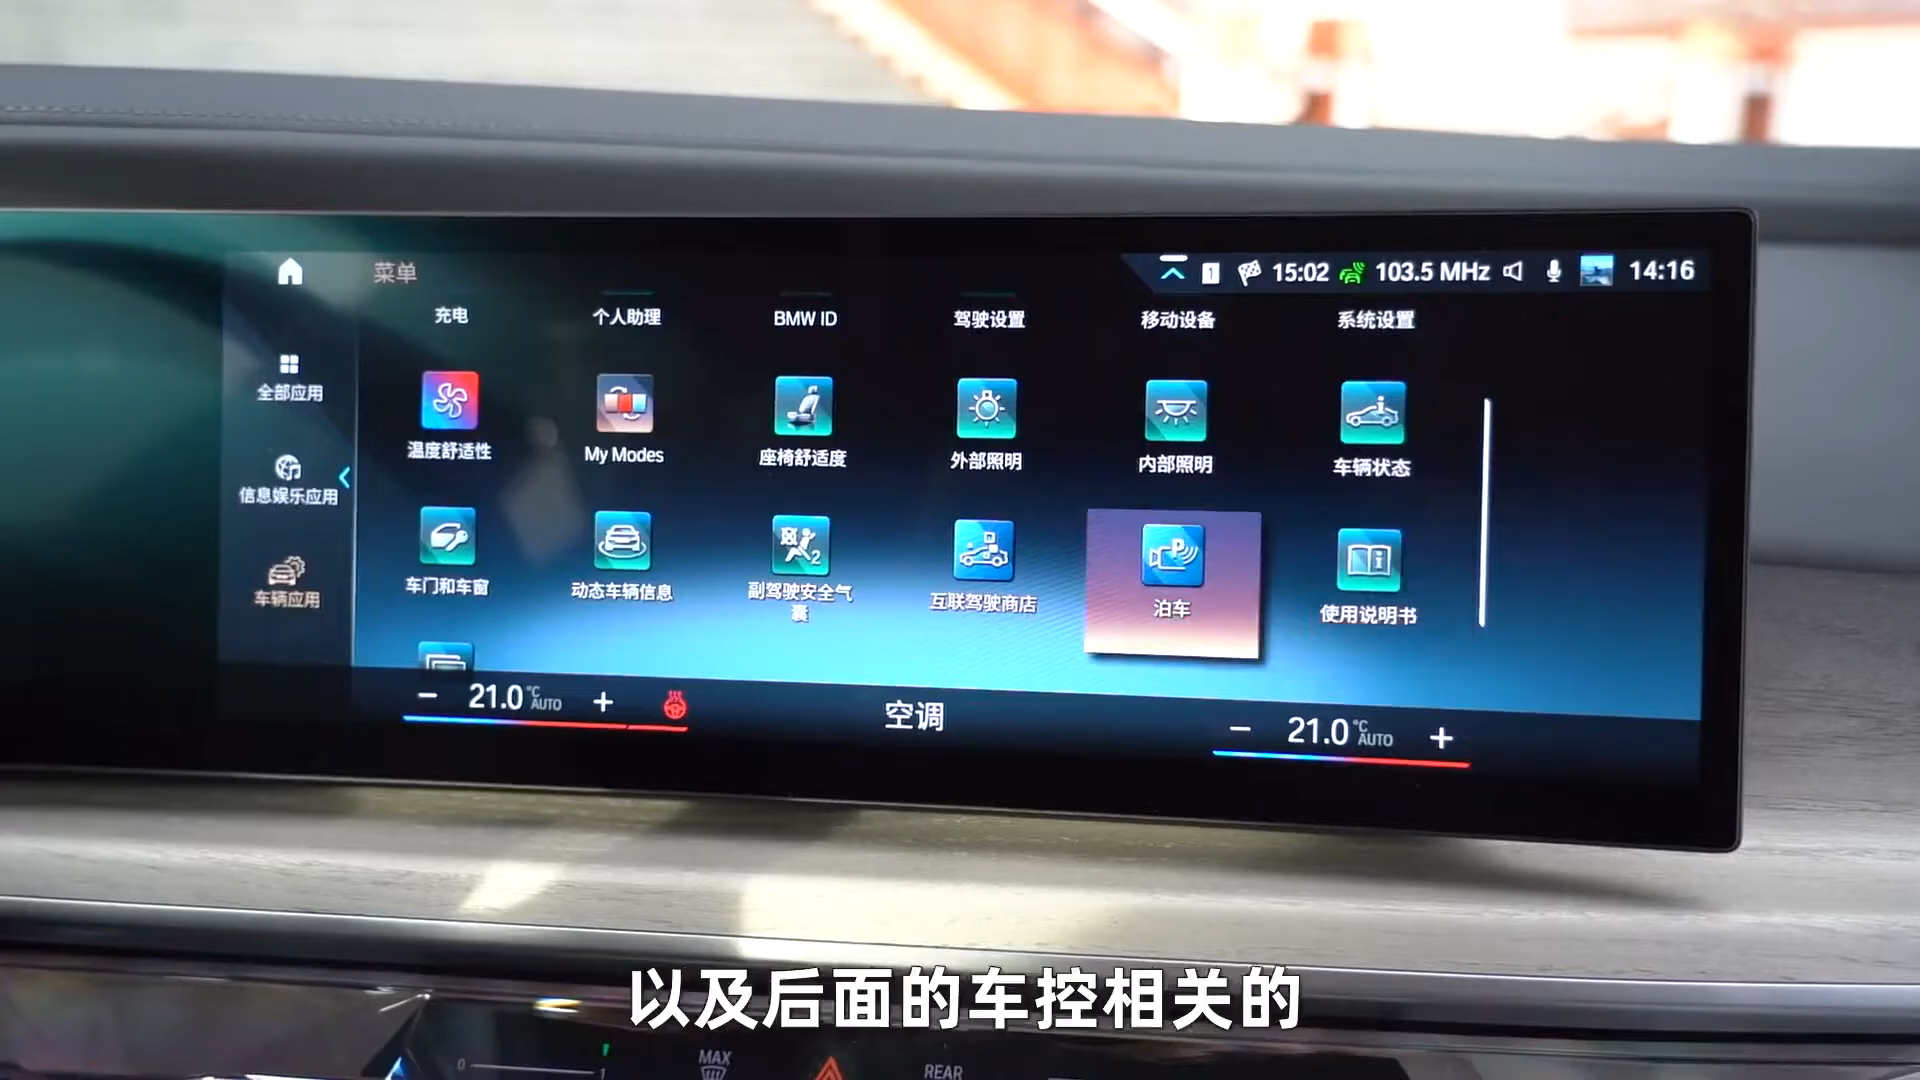 菜单
1 15:02 103.5 MHz 14:16
充电 个人助理 BMW ID 驾驶设置 移动设备 系统设置
全部应用
温度舒适性 My Modes 座椅舒适度 外部照明 内部照明 车辆状态
信息娱乐应用
车门和车窗 动态车辆信息 副驾驶安全气囊 互联驾驶商店 泊车 使用说明书
车辆应用
− 21.0 °C AUTO + 空调 − 21.0 °C AUTO +
以及后面的车控相关的
0 1 MAX REAR